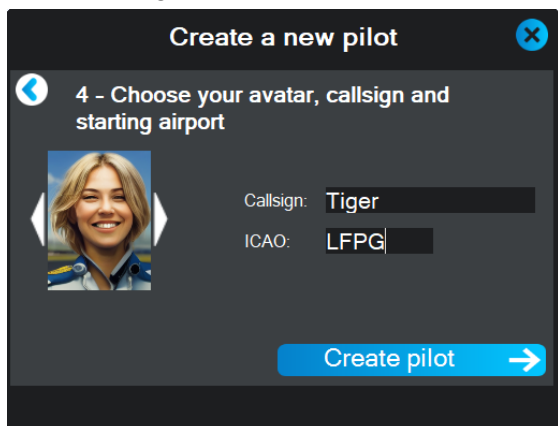 Create a new pilot
4 - Choose your avatar, callsign and
starting airport
Callsign: Tiger
ICAO: LFPG
Create pilot